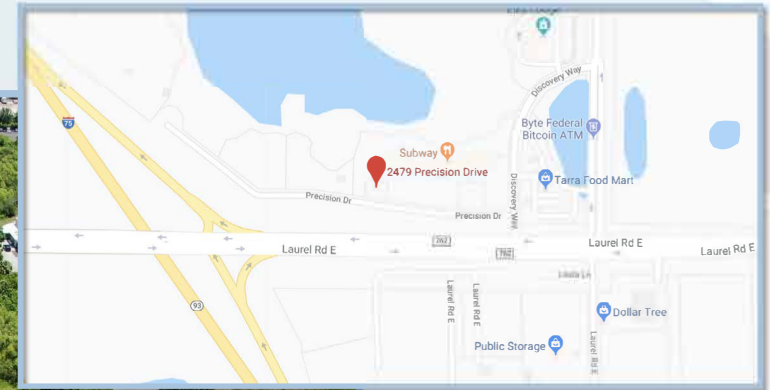 Discovery Way
75
Byte Federal
Bitcoin ATM
Subway
2479 Precision Drive
Tarra Food Mart
Precision Dr
Discovery Way
Precision Dr
762
Laurel Rd E
762
Laurel Rd E
Laurel Rd E
Laurel Rd E
Laurel Rd E
93
Dollar Tree
Public Storage
Laurel Rd E